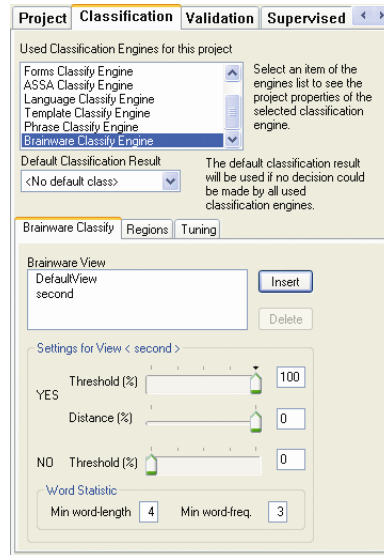 Project Classification Validation Supervised
Used Classification Engines for this project
Forms Classify Engine
ASSA Classify Engine
Language Classify Engine
Template Classify Engine
Phrase Classify Engine
Brainware Classify Engine
Select an item of the
engines list to see the
project properties of the
selected classification
engine.
Default Classification Result
<No default class>
The default classification result
will be used if no decision could
be made by all used
classification engines.
Brainware Classify Regions Tuning
Brainware View
DefaultView
second
Insert
Delete
Settings for View < second >
YES
Threshold (%) 100
Distance (%) 0
NO Threshold (%) 0
Word Statistic
Min word-length 4 Min word-freq. 3